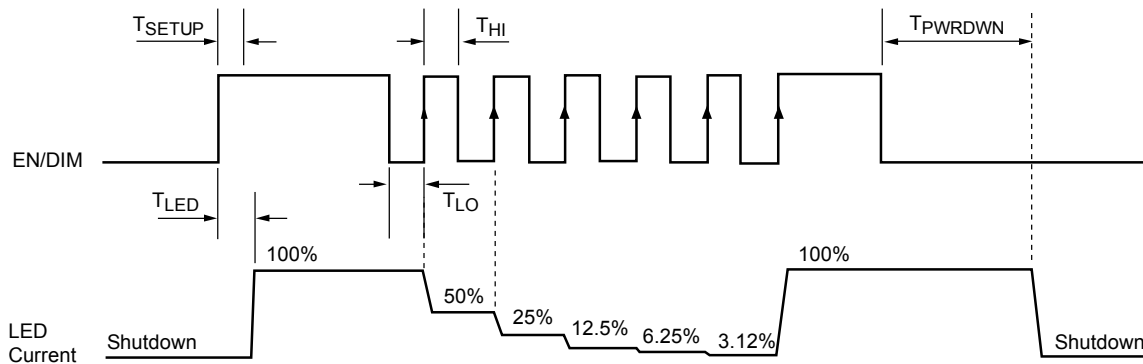 TSETUP
THI
TPWRDWN
EN/DIM
TLED
TLO
100%
100%
50%
25%
12.5%
6.25%
3.12%
LED
Current
Shutdown
Shutdown